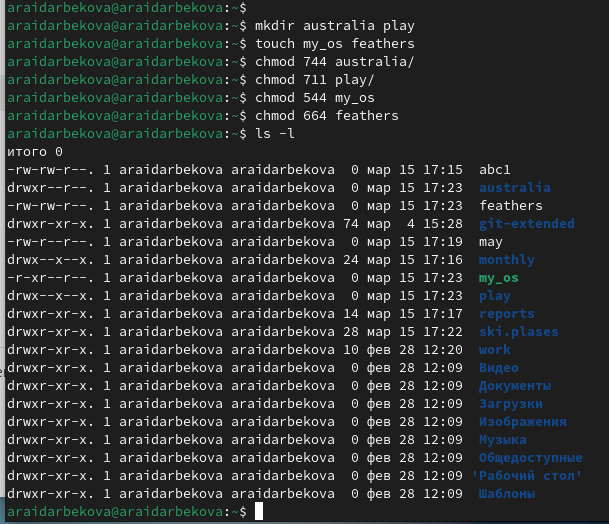 araidarbekova@araidarbekova:~$
araidarbekova@araidarbekova:~$ mkdir australia play
araidarbekova@araidarbekova:~$ touch my_os feathers
araidarbekova@araidarbekova:~$ chmod 744 australia/
araidarbekova@araidarbekova:~$ chmod 711 play/
araidarbekova@araidarbekova:~$ chmod 544 my_os
araidarbekova@araidarbekova:~$ chmod 664 feathers
araidarbekova@araidarbekova:~$ ls -l
итого 0
-rw-rw-r--. 1 araidarbekova araidarbekova  0 мар 15 17:15  abc1
drwxr--r--. 1 araidarbekova araidarbekova  0 мар 15 17:23  australia
-rw-rw-r--. 1 araidarbekova araidarbekova  0 мар 15 17:23  feathers
drwxr-xr-x. 1 araidarbekova araidarbekova 74 мар  4 15:28  git-extended
-rw-r--r--. 1 araidarbekova araidarbekova  0 мар 15 17:19  may
drwx--x--x. 1 araidarbekova araidarbekova 24 мар 15 17:16  monthly
-r-xr--r--. 1 araidarbekova araidarbekova  0 мар 15 17:23  my_os
drwx--x--x. 1 araidarbekova araidarbekova  0 мар 15 17:23  play
drwxr-xr-x. 1 araidarbekova araidarbekova 14 мар 15 17:17  reports
drwxr-xr-x. 1 araidarbekova araidarbekova 28 мар 15 17:22  ski.plases
drwxr-xr-x. 1 araidarbekova araidarbekova 10 фев 28 12:20  work
drwxr-xr-x. 1 araidarbekova araidarbekova  0 фев 28 12:09  Видео
drwxr-xr-x. 1 araidarbekova araidarbekova  0 фев 28 12:09  Документы
drwxr-xr-x. 1 araidarbekova araidarbekova  0 фев 28 12:09  Загрузки
drwxr-xr-x. 1 araidarbekova araidarbekova  0 фев 28 12:09  Изображения
drwxr-xr-x. 1 araidarbekova araidarbekova  0 фев 28 12:09  Музыка
drwxr-xr-x. 1 araidarbekova araidarbekova  0 фев 28 12:09  Общедоступные
drwxr-xr-x. 1 araidarbekova araidarbekova  0 фев 28 12:09 'Рабочий стол'
drwxr-xr-x. 1 araidarbekova araidarbekova  0 фев 28 12:09  Шаблоны
araidarbekova@araidarbekova:~$